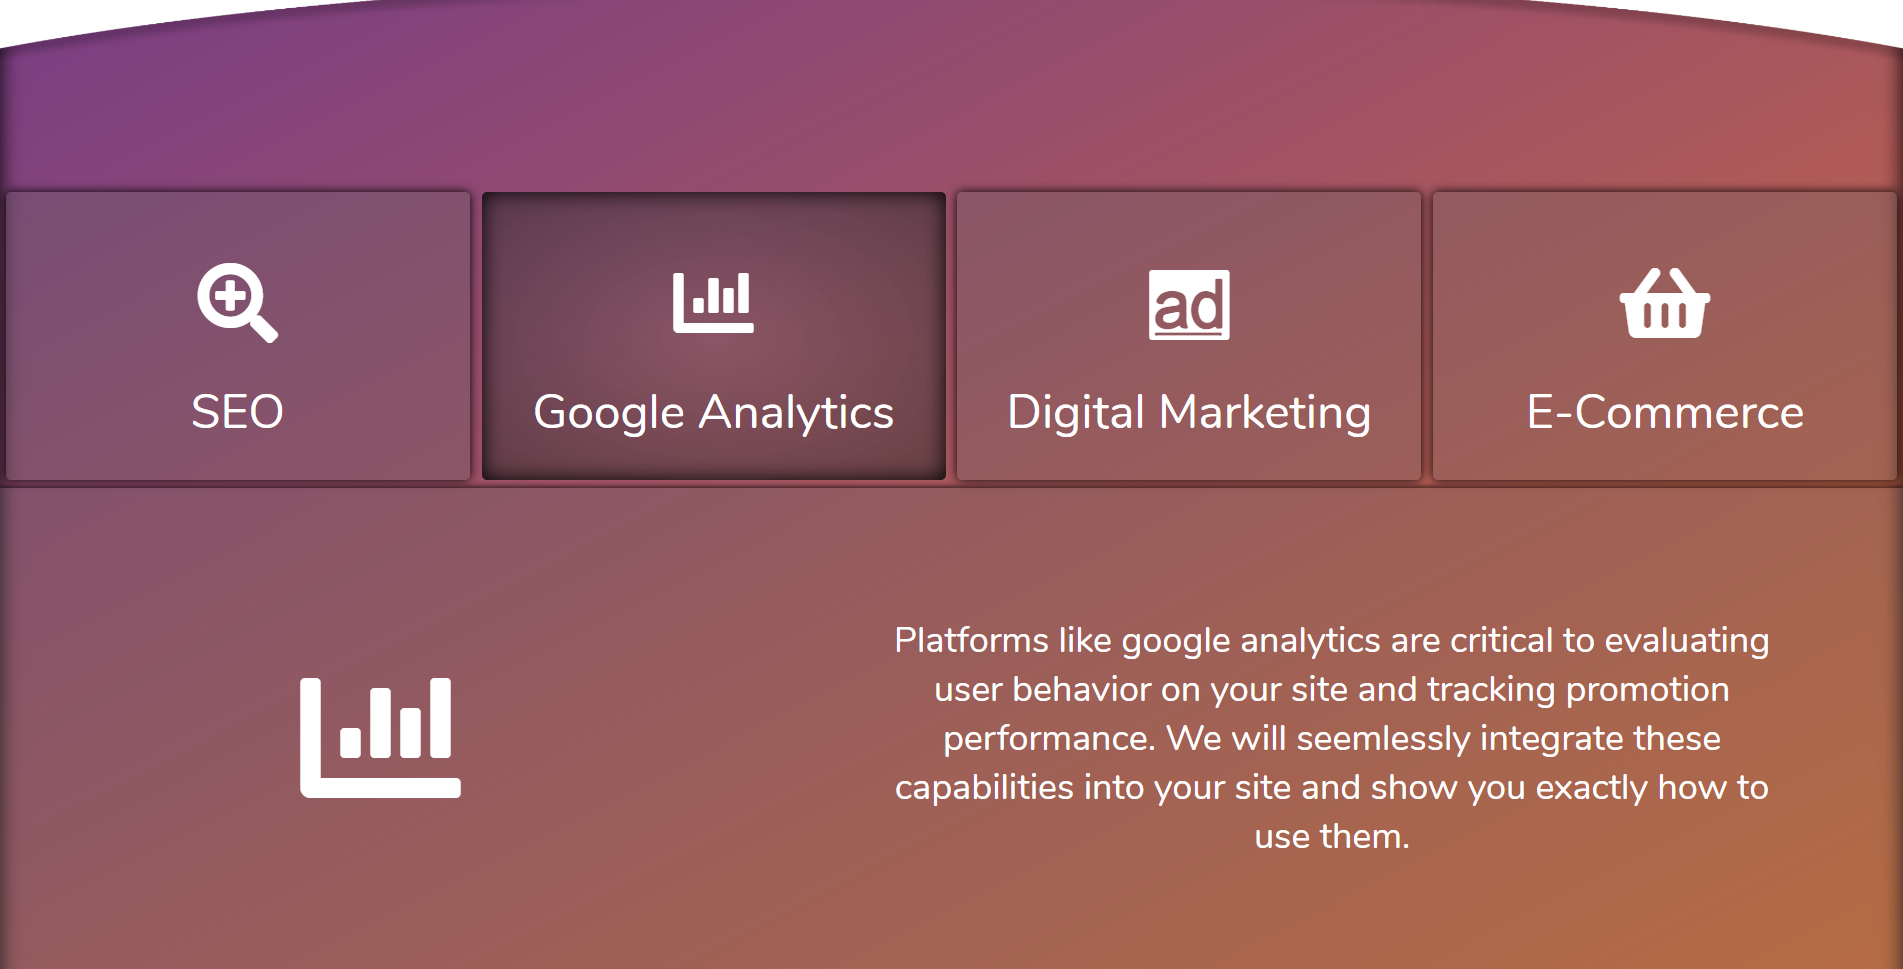 ad
SEO
Google Analytics
Digital Marketing
E-Commerce
Platforms like google analytics are critical to evaluating
user behavior on your site and tracking promotion
performance. We will seemlessly integrate these
capabilities into your site and show you exactly how to
use them.